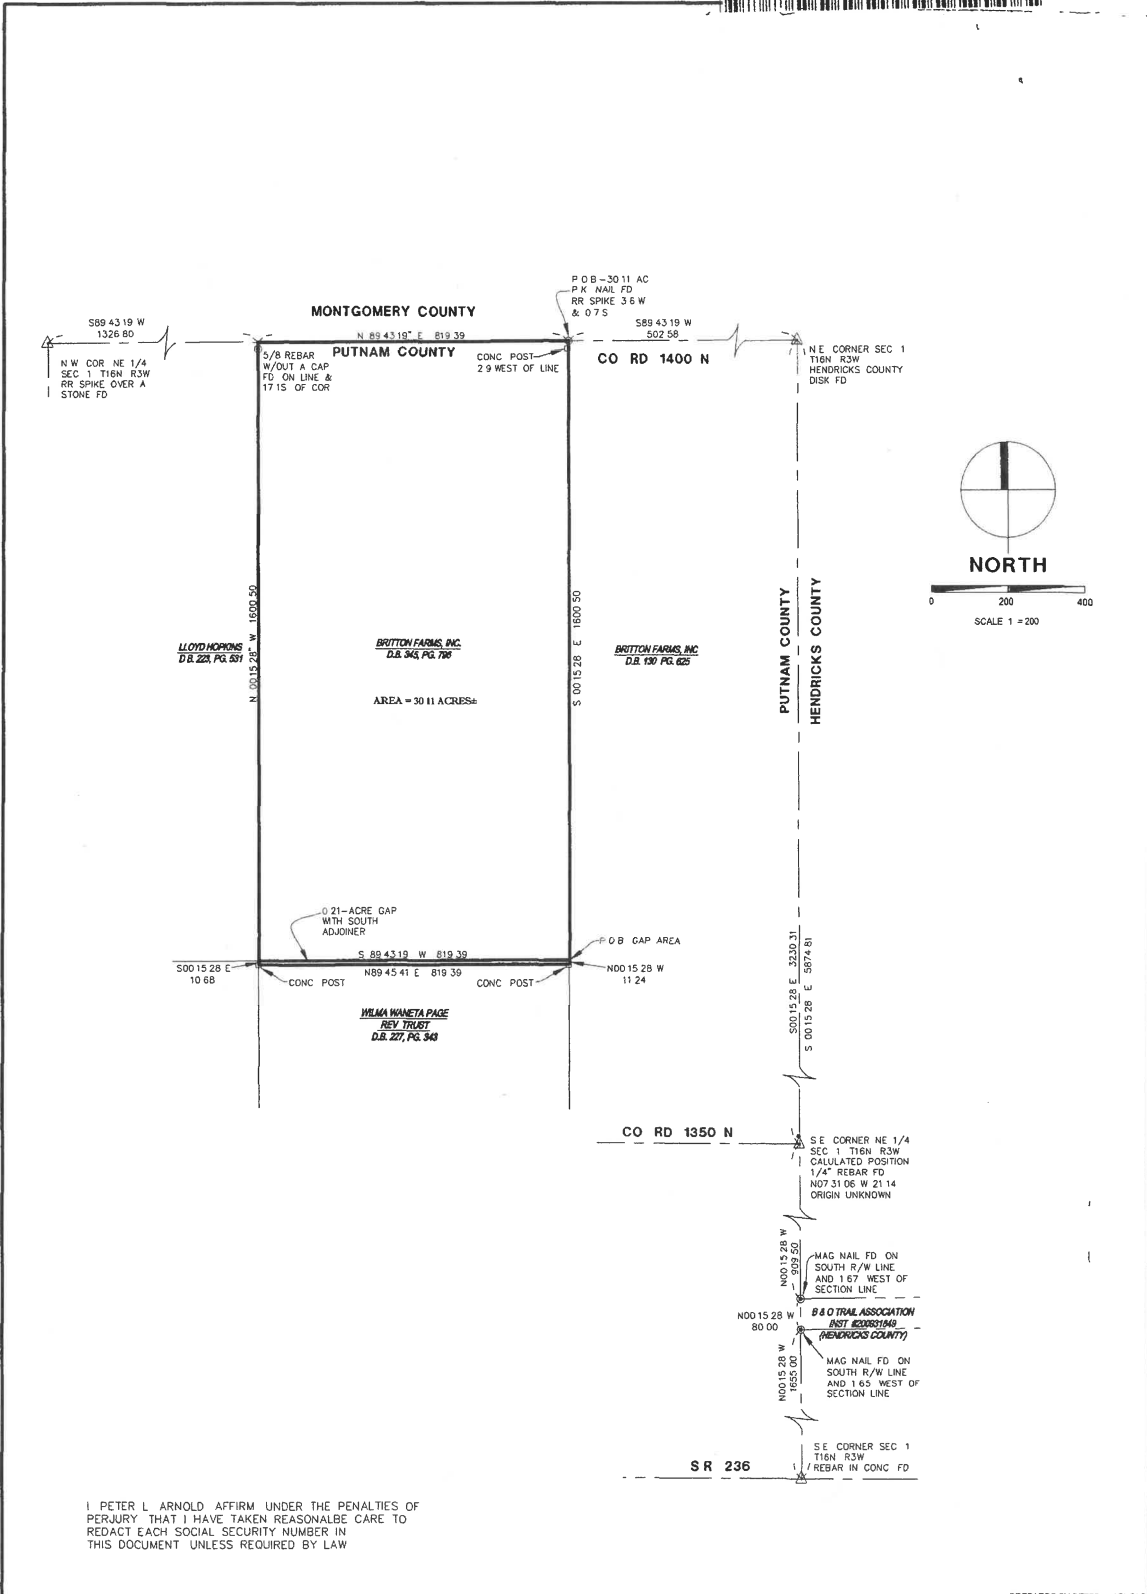 P O B - 30 11 AC
P K NAIL FD
RR SPIKE 3 6 W
& 0 7 S
MONTGOMERY COUNTY
S89 43 19 W
1326 80
N 89 43 19" E 819 39
S89 43 19 W
502 58
N W COR NE 1/4
SEC 1 T16N R3W
RR SPIKE OVER A
STONE FD
5/8 REBAR
W/OUT A CAP
FD ON LINE &
17 1S OF COR
PUTNAM COUNTY
CONC POST
2 9 WEST OF LINE
CO RD 1400 N
N E CORNER SEC 1
T16N R3W
HENDRICKS COUNTY
DISK FD
NORTH
0 200 400
SCALE 1 = 200
N 00 15 28" W 1600 50
S 00 15 28 E 1600 50
LLOYD HOPKINS
D B. 223, PG. 531
BRITTON FARMS, INC.
D.B. 345, PG. 796
AREA = 30 11 ACRES±
BRITTON FARMS, INC
D.B. 130 PG. 625
PUTNAM COUNTY
HENDRICKS COUNTY
0 21-ACRE GAP
WITH SOUTH
ADJOINER
P O B GAP AREA
S 89 43 19 W 819 39
S00 15 28 E
10 68
N89 45 41 E 819 39
N00 15 28 W
11 24
CONC POST
CONC POST
WILMA WANETA PAGE
REV TRUST
D.B. 227, PG. 343
S00 15 28 E 3230 31
S 00 15 28 E 5874 81
CO RD 1350 N
S E CORNER NE 1/4
SEC 1 T16N R3W
CALULATED POSITION
1/4" REBAR FD
N07 31 06 W 21 14
ORIGIN UNKNOWN
N00 15 28 W
909 50
MAG NAIL FD ON
SOUTH R/W LINE
AND 1 67 WEST OF
SECTION LINE
N00 15 28 W
80 00
B & O TRAIL ASSOCIATION
INST #200631649
(HENDRICKS COUNTY)
N00 15 28 W
1655 00
MAG NAIL FD ON
SOUTH R/W LINE
AND 1 65 WEST OF
SECTION LINE
S R 236
S E CORNER SEC 1
T16N R3W
REBAR IN CONC FD
I PETER L ARNOLD AFFIRM UNDER THE PENALTIES OF
PERJURY THAT I HAVE TAKEN REASONALBE CARE TO
REDACT EACH SOCIAL SECURITY NUMBER IN
THIS DOCUMENT UNLESS REQUIRED BY LAW